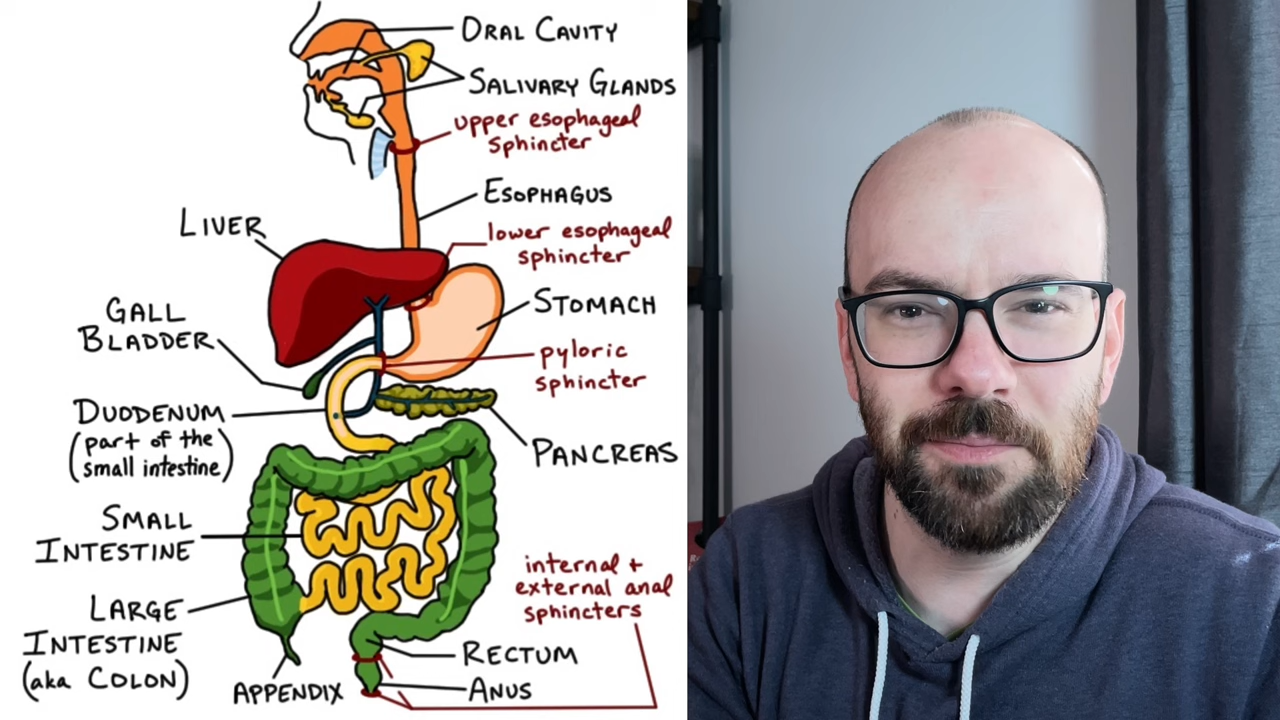 ORAL CAVITY
SALIVARY GLANDS
upper esophageal
sphincter
ESOPHAGUS
LIVER
lower esophageal
sphincter
GALL
BLADDER
STOMACH
pyloric
sphincter
DUODENUM
(part of the
small intestine)
PANCREAS
SMALL
INTESTINE
internal +
external anal
sphincters
LARGE
INTESTINE
(aka COLON)
RECTUM
APPENDIX
ANUS